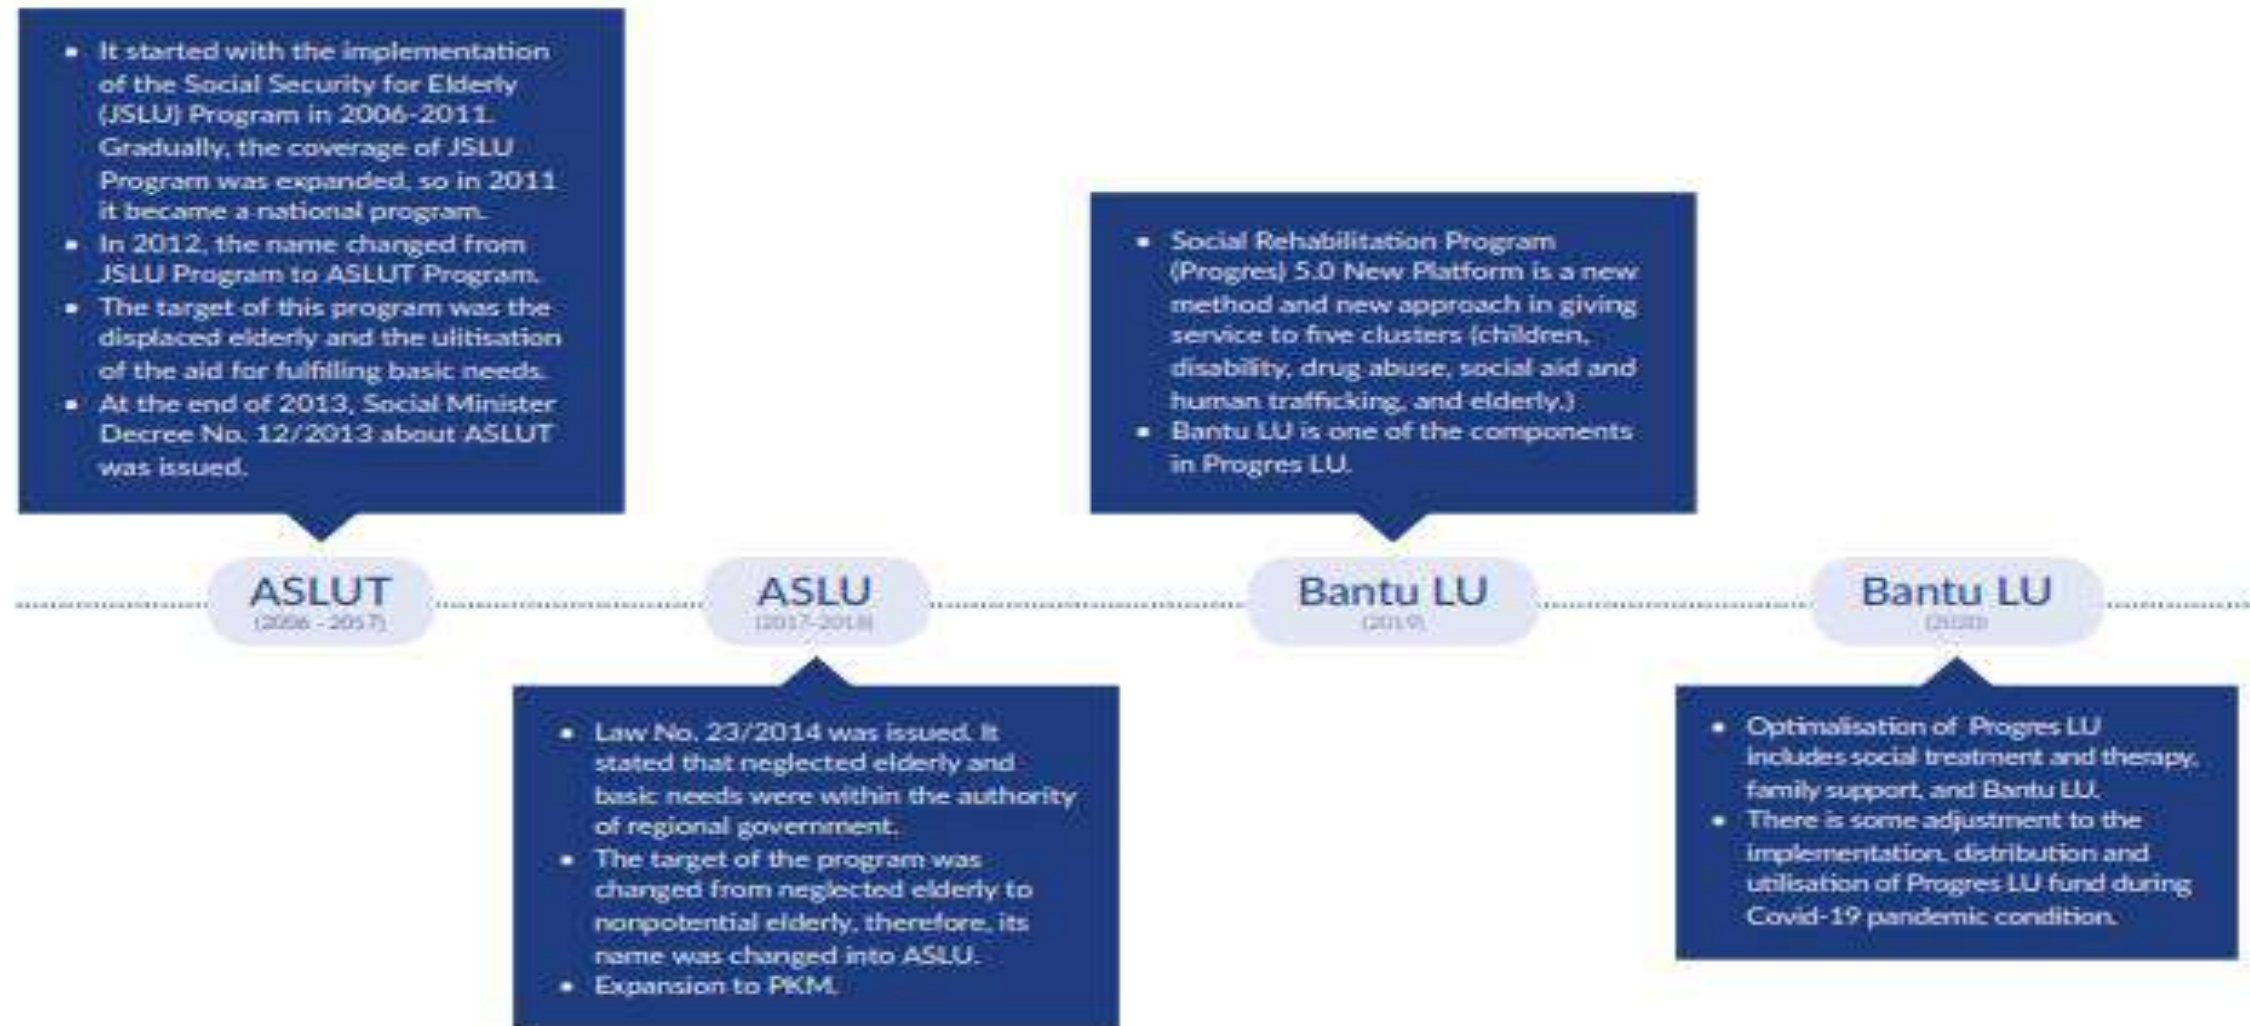 • It started with the implementation
of the Social Security for Elderly
(JSLU) Program in 2006-2011.
Gradually, the coverage of JSLU
Program was expanded, so in 2011
it became a national program.
• In 2012, the name changed from
JSLU Program to ASLUT Program.
• The target of this program was the
displaced elderly and the ulitisation
of the aid for fulfilling basic needs.
• At the end of 2013, Social Minister
Decree No. 12/2013 about ASLUT
was issued.
ASLUT
(2006 - 2017)
• Law No. 23/2014 was issued. It
stated that neglected elderly and
basic needs were within the authority
of regional government.
• The target of the program was
changed from neglected elderly to
nonpotential elderly, therefore, its
name was changed into ASLU.
• Expansion to PKM.
ASLU
(2017-2018)
• Social Rehabilitation Program
(Progres) 5.0 New Platform is a new
method and new approach in giving
service to five clusters (children,
disability, drug abuse, social aid and
human trafficking, and elderly.)
• Bantu LU is one of the components
in Progres LU.
Bantu LU
(2019)
Bantu LU
(2020)
• Optimalisation of Progres LU
includes social treatment and therapy,
family support, and Bantu LU.
• There is some adjustment to the
implementation, distribution and
utilisation of Progres LU fund during
Covid-19 pandemic condition.